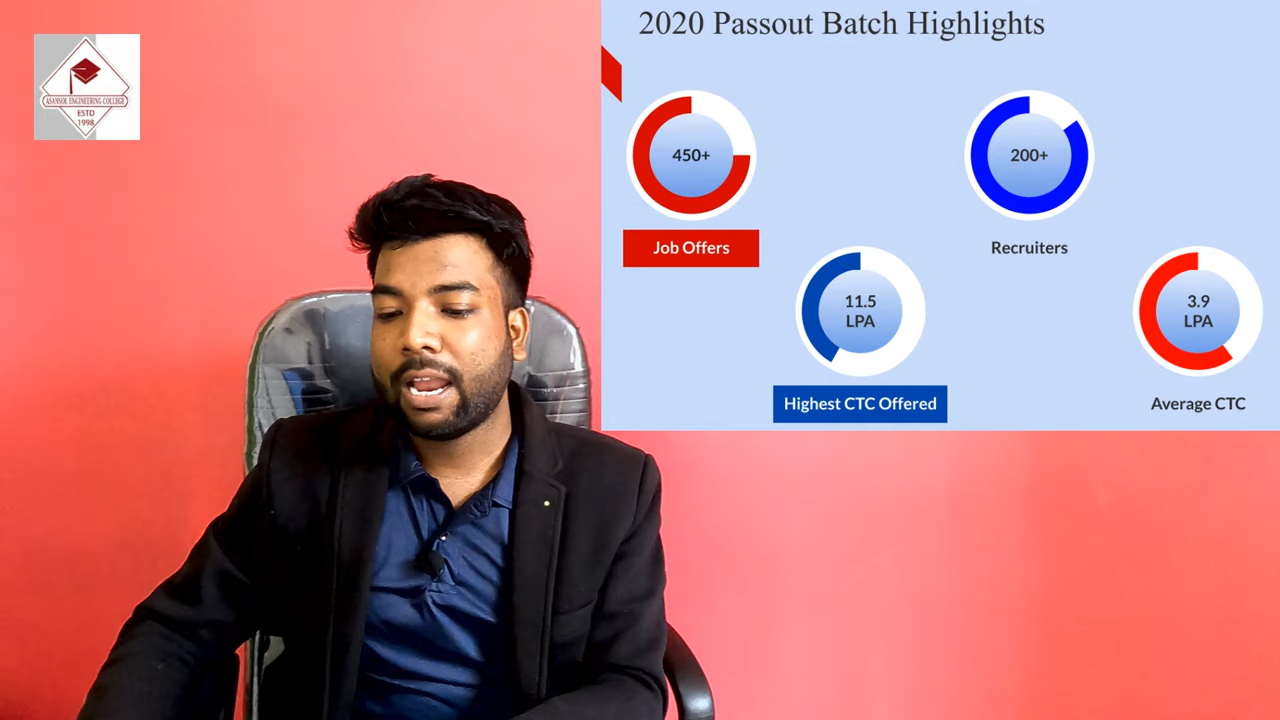 2020 Passout Batch Highlights
ASANSOL ENGINEERING COLLEGE
ESTD
1998
450+
Job Offers
200+
Recruiters
11.5
LPA
Highest CTC Offered
3.9
LPA
Average CTC